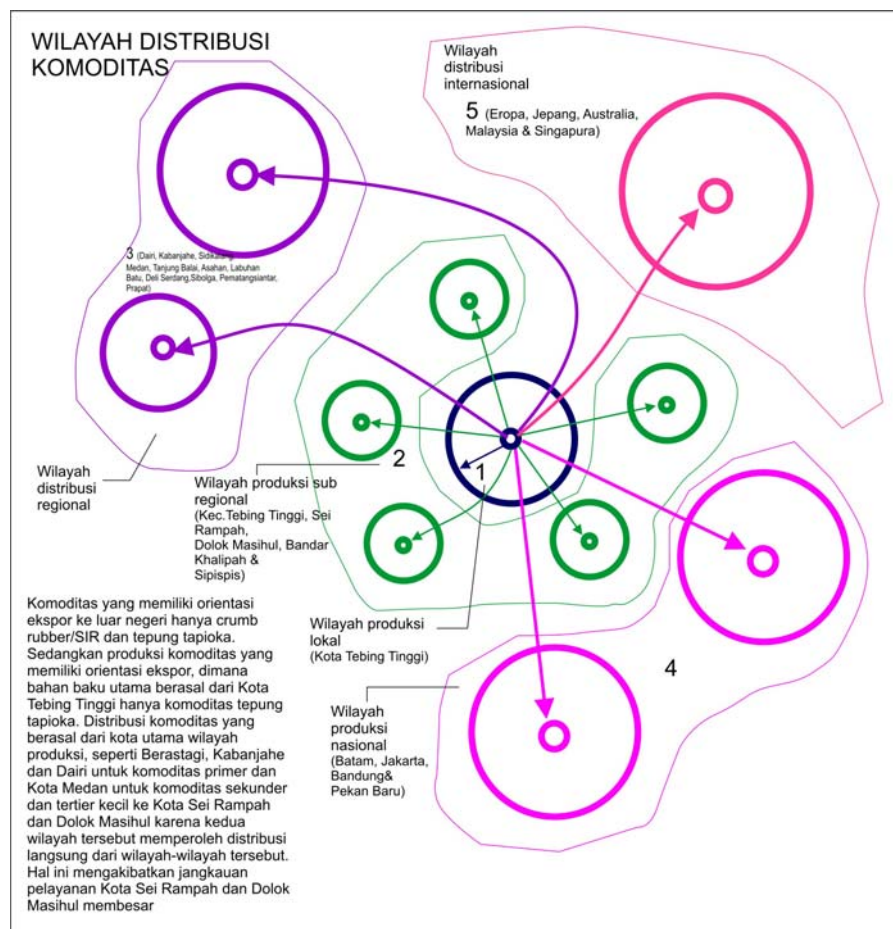 WILAYAH DISTRIBUSI
KOMODITAS
Wilayah
distribusi
internasional
5 (Eropa, Jepang, Australia,
Malaysia & Singapura)
3 (Dairi, Kabanjahe, Sidikalang,
Medan, Tanjung Balai, Asahan, Labuhan
Batu, Deli Serdang,Sibolga, Pematangsiantar,
Prapat)
Wilayah
distribusi
regional
2
1
Wilayah produksi sub
regional
(Kec.Tebing Tinggi, Sei
Rampah,
Dolok Masihul, Bandar
Khalipah &
Sipispis)
Wilayah produksi
lokal
(Kota Tebing Tinggi)
4
Wilayah
produksi
nasional
(Batam, Jakarta,
Bandung&
Pekan Baru)
Komoditas yang memiliki orientasi
ekspor ke luar negeri hanya crumb
rubber/SIR dan tepung tapioka.
Sedangkan produksi komoditas yang
memiliki orientasi ekspor, dimana
bahan baku utama berasal dari Kota
Tebing Tinggi hanya komoditas tepung
tapioka. Distribusi komoditas yang
berasal dari kota utama wilayah
produksi, seperti Berastagi, Kabanjahe
dan Dairi untuk komoditas primer dan
Kota Medan untuk komoditas sekunder
dan tertier kecil ke Kota Sei Rampah
dan Dolok Masihul karena kedua
wilayah tersebut memperoleh distribusi
langsung dari wilayah-wilayah tersebut.
Hal ini mengakibatkan jangkauan
pelayanan Kota Sei Rampah dan Dolok
Masihul membesar